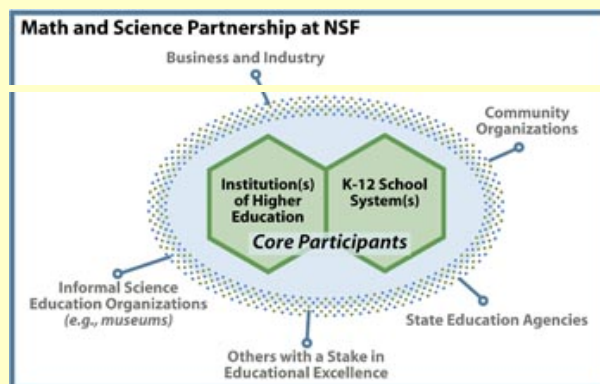 Math and Science Partnership at NSF
Business and Industry
Community
Organizations
Institution(s)
of Higher
Education
K-12 School
System(s)
Core Participants
Informal Science
Education Organizations
(e.g., museums)
State Education Agencies
Others with a Stake in
Educational Excellence